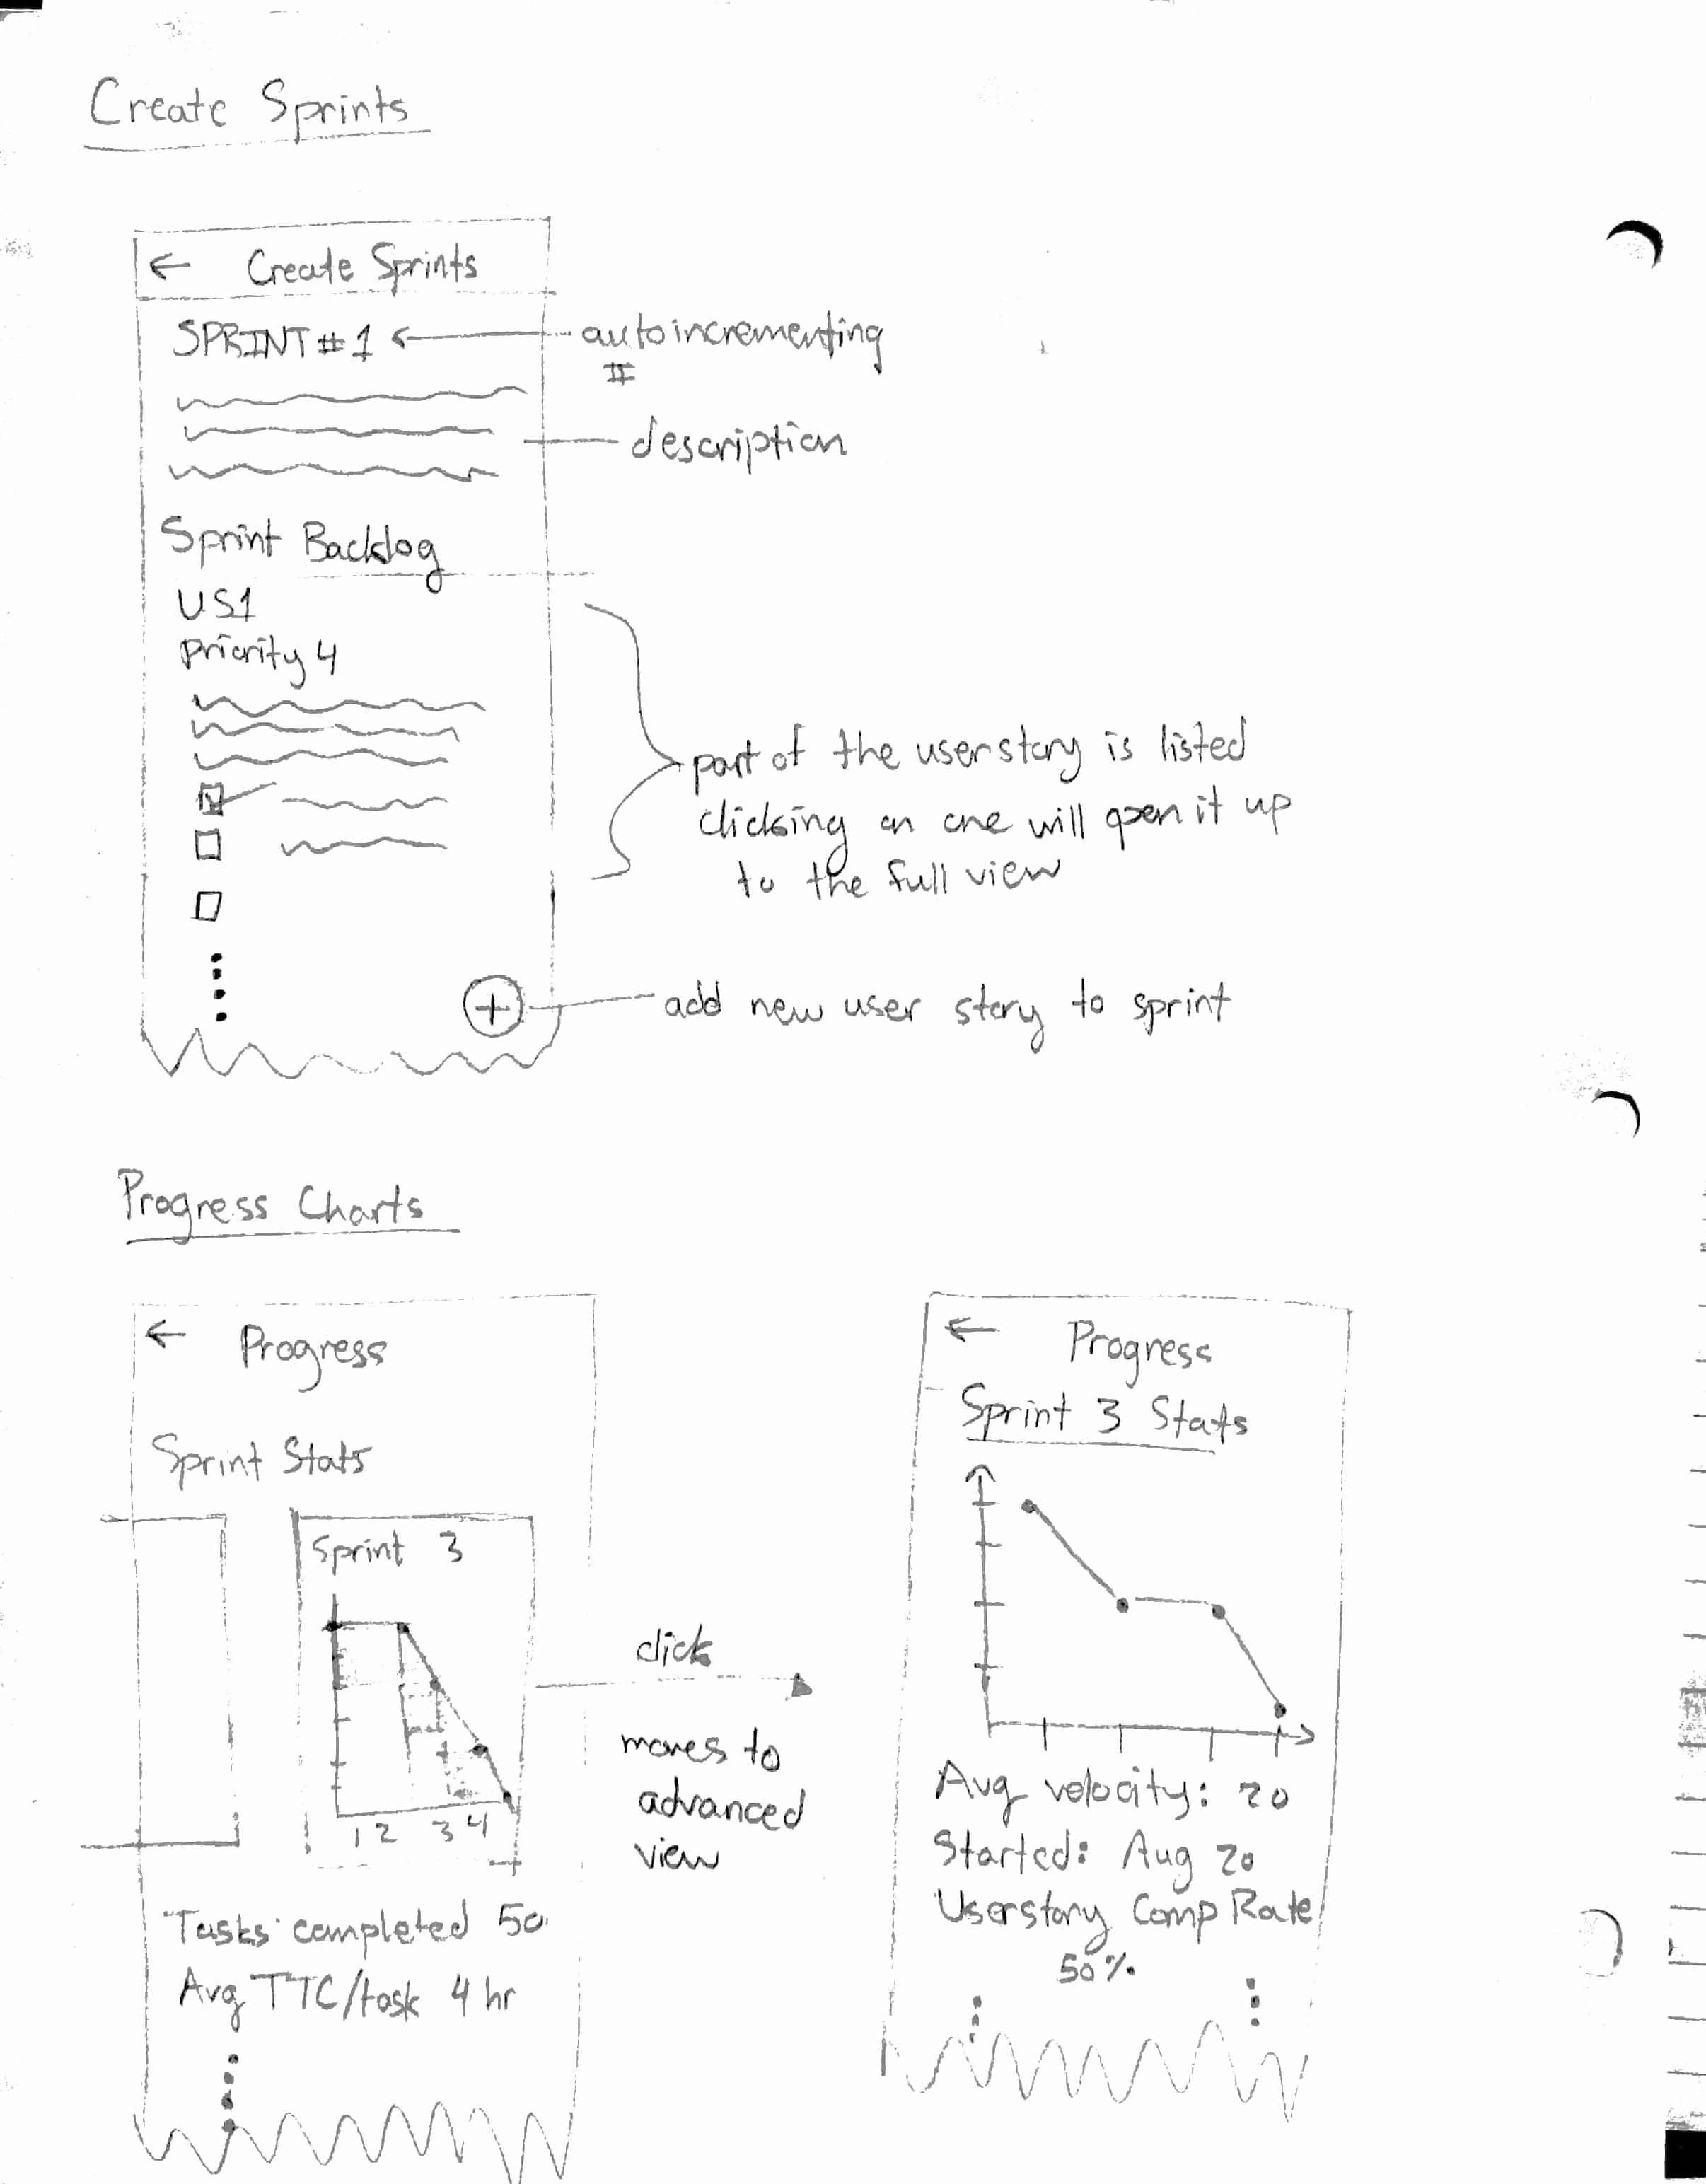 Create Sprints
← Create Sprints
SPRINT # 1
autoincrementing
#
description
Sprint Backlog
US1
priority 4
part of the userstory is listed
clicking on one will open it up
to the full view
+
add new user story to sprint
Progress Charts
← Progress
Sprint Stats
Sprint 3
1 2 3 4
Tasks completed 50
Avg TTC/task 4 hr
click
moves to
advanced
view
← Progress
Sprint 3 Stats
Avg velocity: 20
Started: Aug 20
Userstory Comp Rate
50%